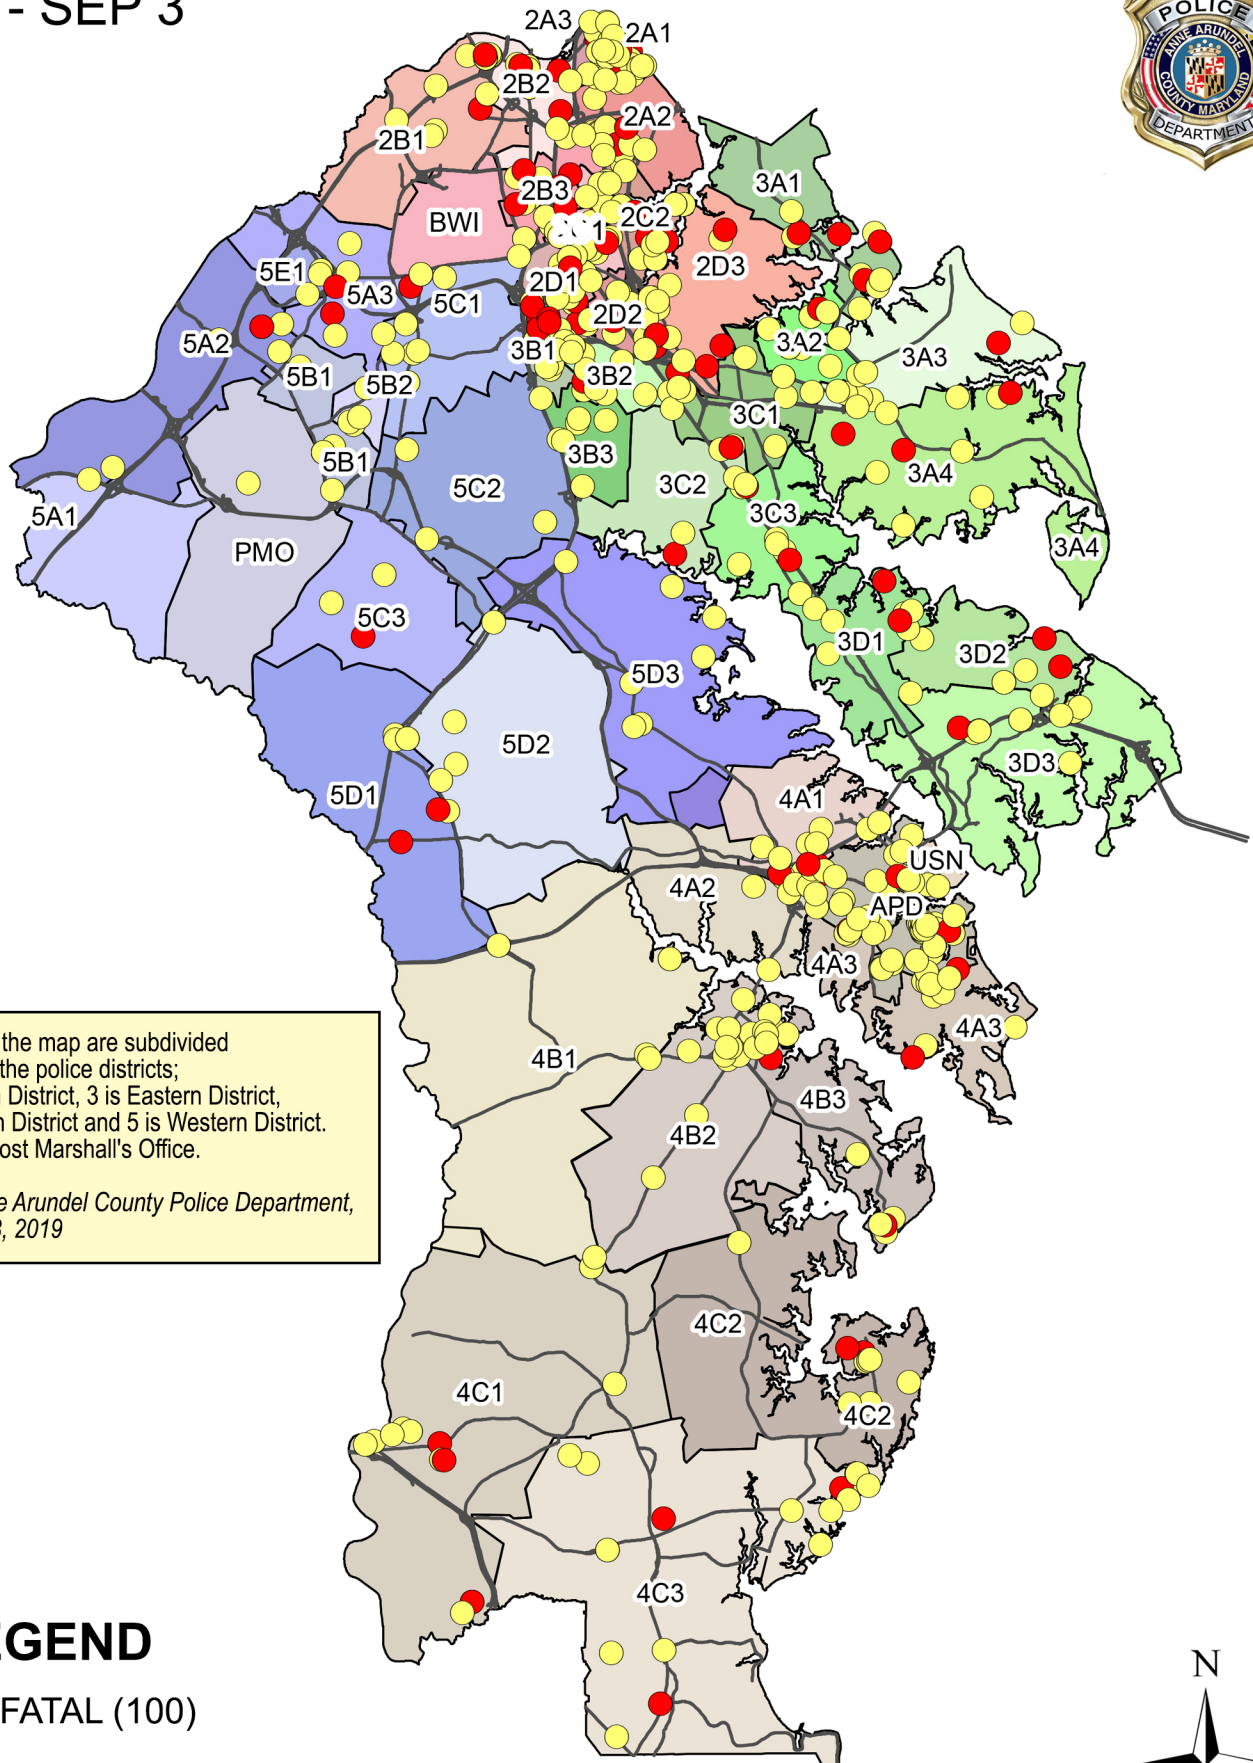 - SEP 3
POLICE
ANNE ARUNDEL
COUNTY MARYLAND
DEPARTMENT
2A3
2A1
2B2
2A2
2B1
3A1
2B3
BWI
2C1
2C2
2D3
5E1
2D1
5A3
5C1
2D2
5A2
3B1
3A2
3A3
5B1
5B2
3B2
3C1
3B3
5B1
5C2
3C2
3A4
5A1
3C3
PMO
3A4
5C3
3D1
3D2
5D3
5D2
3D3
5D1
4A1
USN
4A2
APD
4A3
4A3
4B1
4B3
4B2
the map are subdivided
the police districts;
District, 3 is Eastern District,
n District and 5 is Western District.
ost Marshall's Office.
e Arundel County Police Department,
3, 2019
4C2
4C1
4C2
4C3
EGEND
FATAL (100)
N